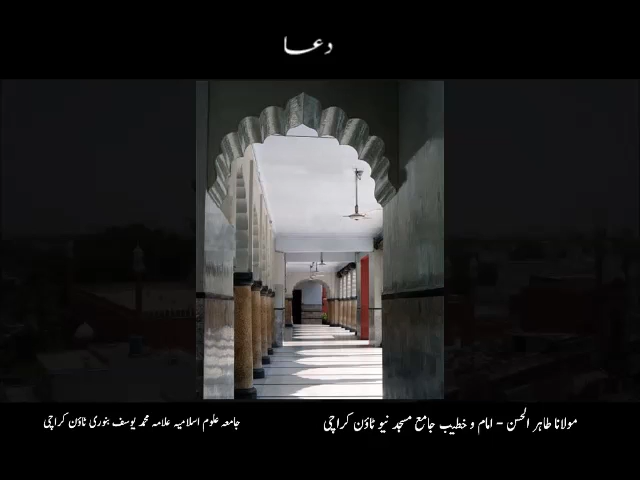 دعا
مولانا طاہر الحسن - امام و خطیب جامع مسجد نیو ٹاؤن کراچی
جامعہ علوم اسلامیہ علامہ محمد یوسف بنوری ٹاؤن کراچی